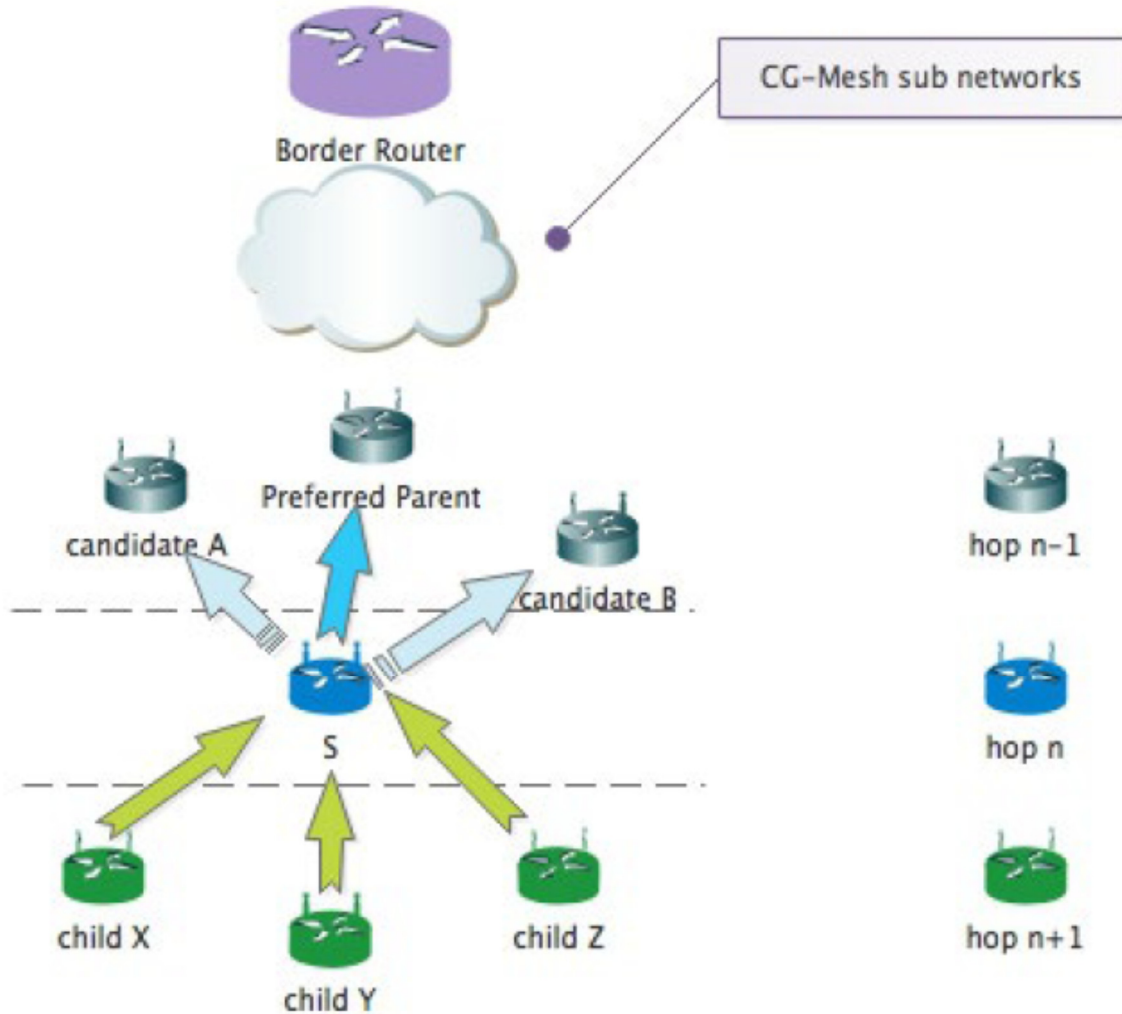 CG-Mesh sub networks
Border Router
Preferred Parent
candidate A
hop n-1
candidate B
S
hop n
child X
child Z
hop n+1
child Y